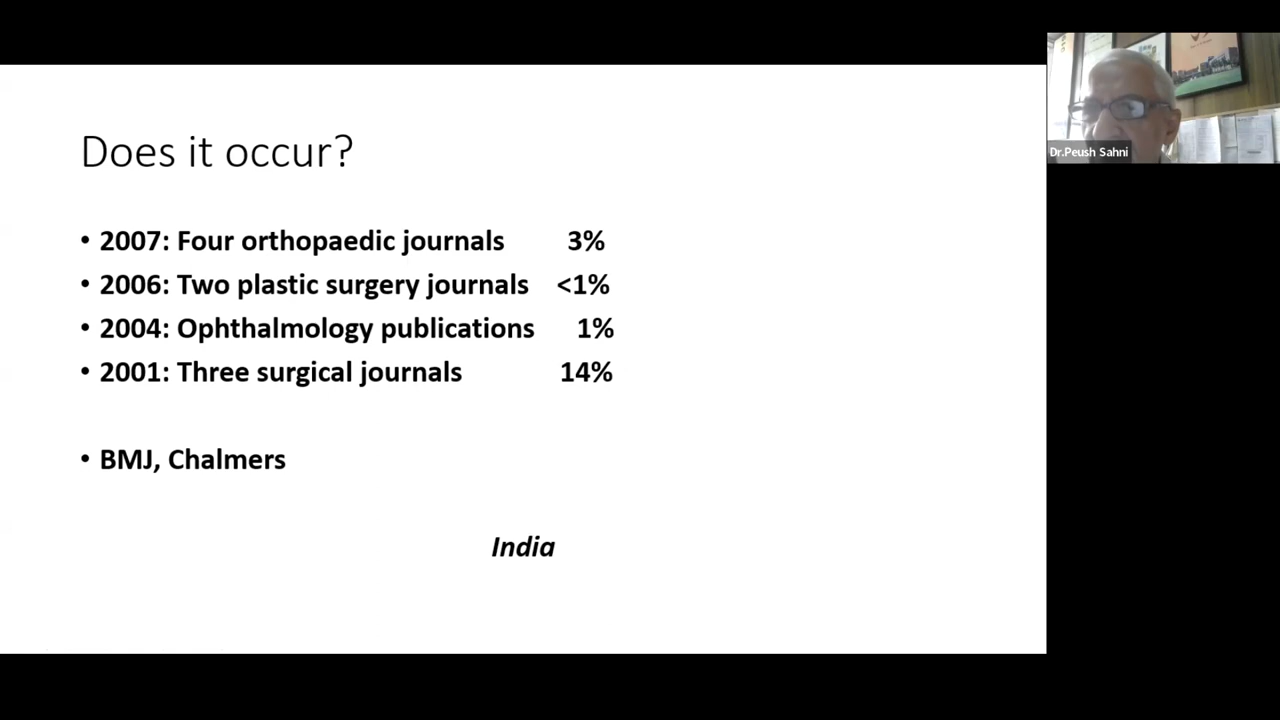 Does it occur?
• 2007: Four orthopaedic journals 3%
• 2006: Two plastic surgery journals <1%
• 2004: Ophthalmology publications 1%
• 2001: Three surgical journals 14%
• BMJ, Chalmers
India
Dr.Peush Sahni